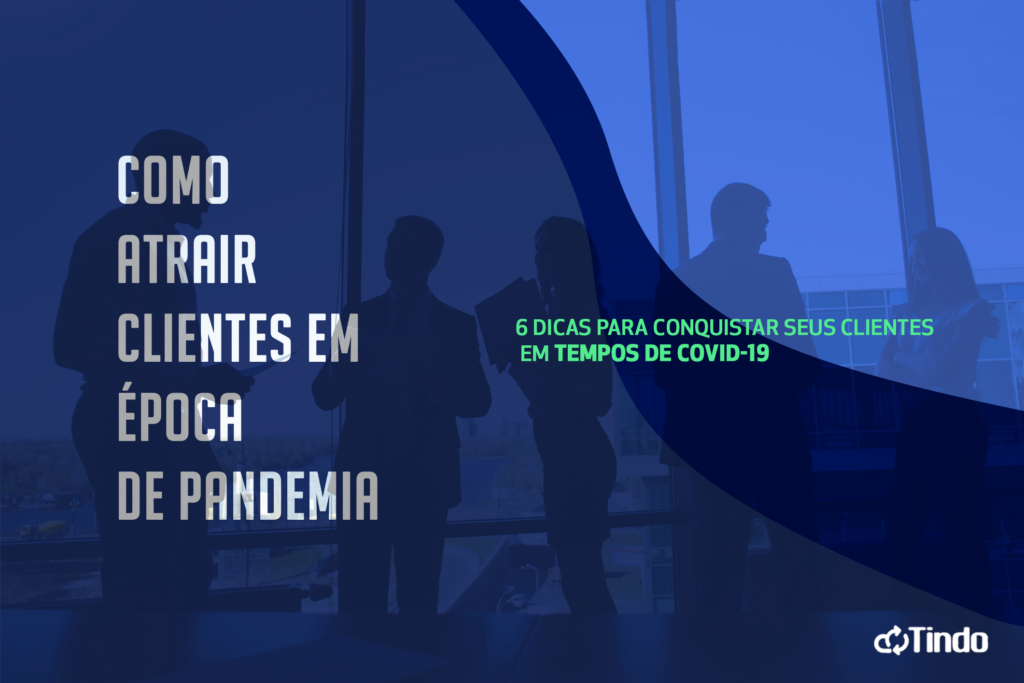 COMO
ATRAIR
CLIENTES EM
ÉPOCA
DE PANDEMIA
6 DICAS PARA CONQUISTAR SEUS CLIENTES
EM TEMPOS DE COVID-19
Tindo